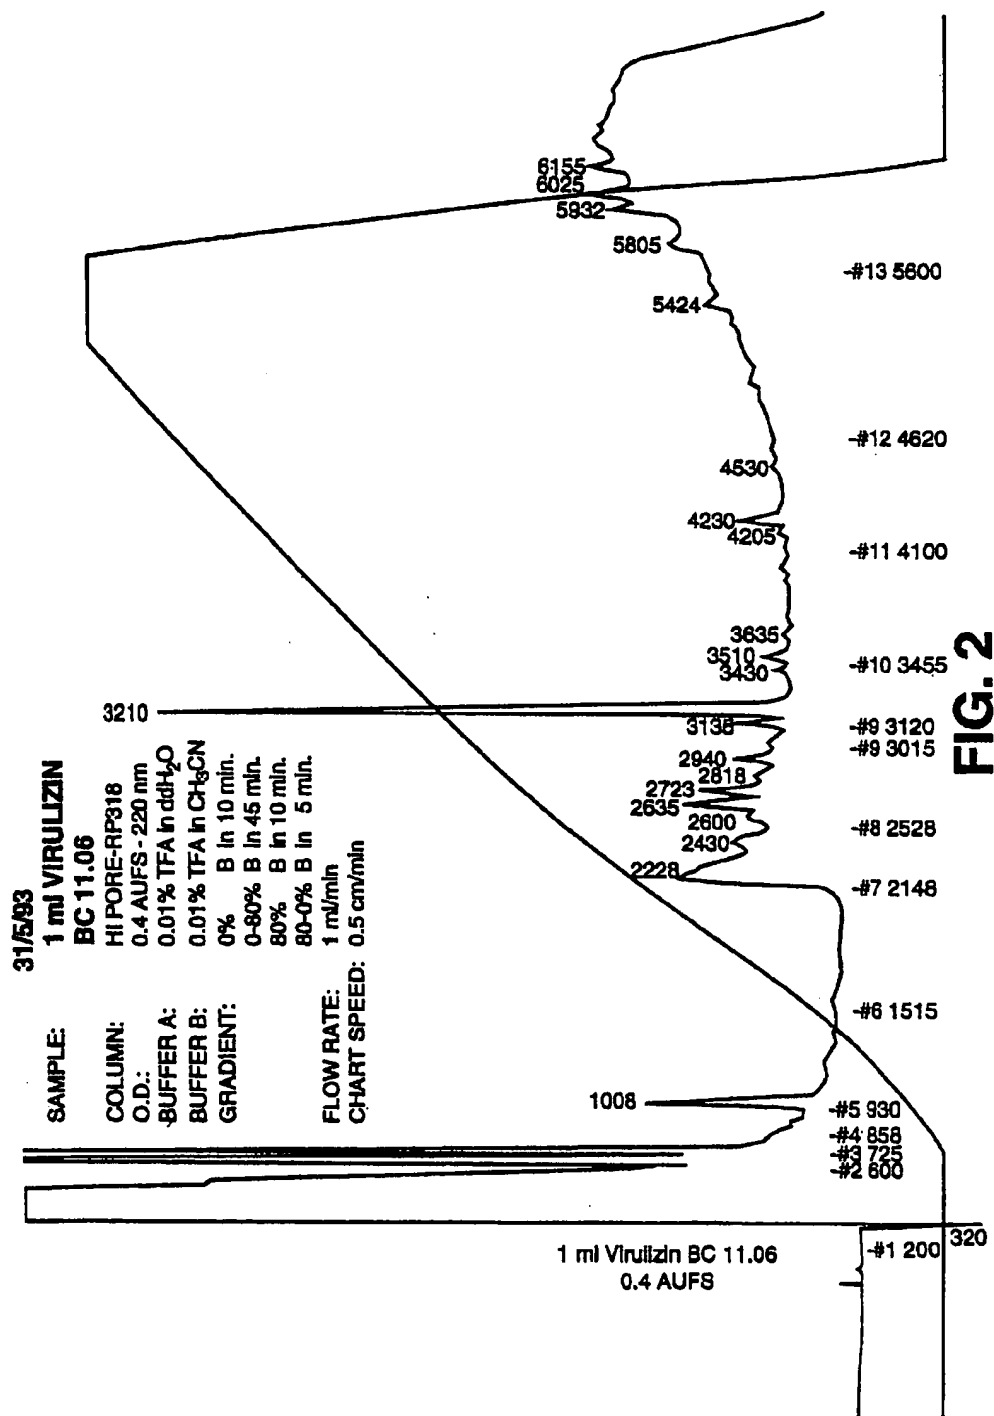 31/5/93
SAMPLE: 1 ml VIRULIZIN
BC 11.06
COLUMN: HI PORE-RP318
O.D.: 0.4 AUFS - 220 nm
BUFFER A: 0.01% TFA in ddH₂O
BUFFER B: 0.01% TFA in CH₃CN
GRADIENT: 0% B in 10 min.
0-80% B in 45 min.
80% B in 10 min.
80-0% B in 5 min.
FLOW RATE: 1 ml/min
CHART SPEED: 0.5 cm/min
6155
6025
5932
5805
5424
4530
4230
4205
3635
3510
3430
3210
3135
2940
2818
2723
2635
2600
2430
2228
1008
-#13 5600
-#12 4620
-#11 4100
-#10 3455
-#9 3120
-#9 3015
-#8 2528
-#7 2148
-#6 1515
-#5 930
-#4 858
-#3 725
-#2 600
-#1 200
320
1 ml Virulizin BC 11.06
0.4 AUFS
FIG. 2